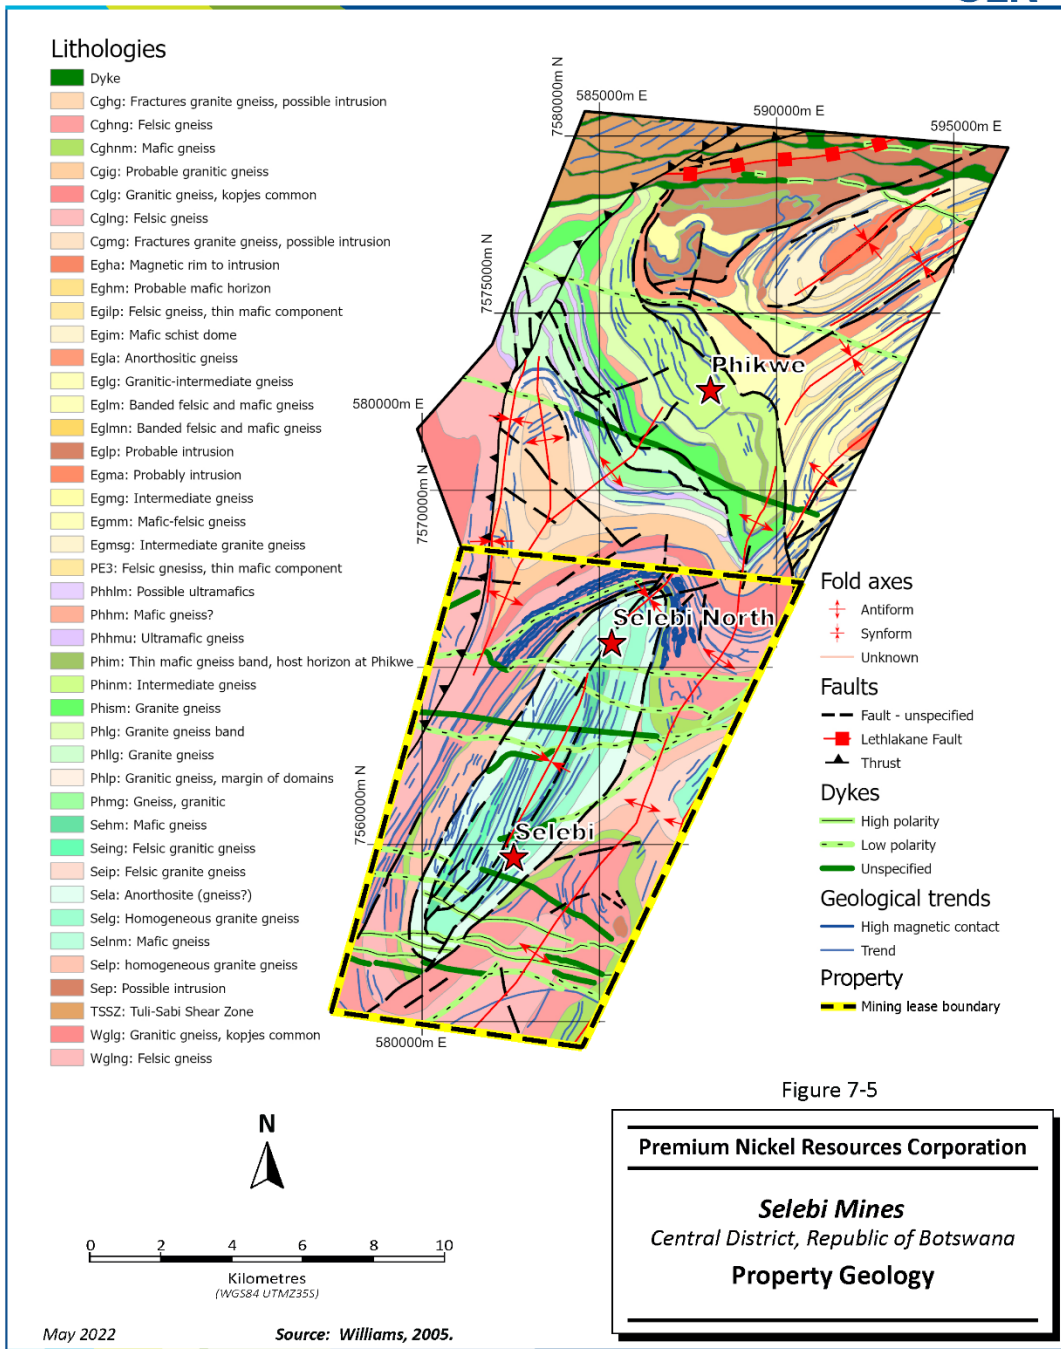 Lithologies
Dyke
Cghg: Fractures granite gneiss, possible intrusion
Cghng: Felsic gneiss
Cghnm: Mafic gneiss
Cgig: Probable granitic gneiss
Cglg: Granitic gneiss, kopjes common
Cglng: Felsic gneiss
Cgmg: Fractures granite gneiss, possible intrusion
Egha: Magnetic rim to intrusion
Eghm: Probable mafic horizon
Egilp: Felsic gneiss, thin mafic component
Egim: Mafic schist dome
Egla: Anorthositic gneiss
Eglg: Granitic-intermediate gneiss
Eglm: Banded felsic and mafic gneiss
Eglmn: Banded felsic and mafic gneiss
Eglp: Probable intrusion
Egma: Probably intrusion
Egmg: Intermediate gneiss
Egmm: Mafic-felsic gneiss
Egmsg: Intermediate granite gneiss
PE3: Felsic gnesiss, thin mafic component
Phhlm: Possible ultramafics
Phhm: Mafic gneiss?
Phhmu: Ultramafic gneiss
Phim: Thin mafic gneiss band, host horizon at Phikwe
Phinm: Intermediate gneiss
Phism: Granite gneiss
Phlg: Granite gneiss band
Phllg: Granite gneiss
Phlp: Granitic gneiss, margin of domains
Phmg: Gneiss, granitic
Sehm: Mafic gneiss
Seing: Felsic granitic gneiss
Seip: Felsic granite gneiss
Sela: Anorthosite (gneiss?)
Selg: Homogeneous granite gneiss
Selnm: Mafic gneiss
Selp: homogeneous granite gneiss
Sep: Possible intrusion
TSSZ: Tuli-Sabi Shear Zone
Wglg: Granitic gneiss, kopjes common
Wglng: Felsic gneiss
585000m E
590000m E
595000m E
7580000m N
7575000m N
580000m E
7570000m N
7560000m N
580000m E
Phikwe
Selebi North
Selebi
Fold axes
Antiform
Synform
Unknown
Faults
Fault - unspecified
Lethlakane Fault
Thrust
Dykes
High polarity
Low polarity
Unspecified
Geological trends
High magnetic contact
Trend
Property
Mining lease boundary
N
0 2 4 6 8 10
Kilometres
(WGS84 UTMZ35S)
May 2022
Source: Williams, 2005.
Figure 7-5
Premium Nickel Resources Corporation
Selebi Mines
Central District, Republic of Botswana
Property Geology